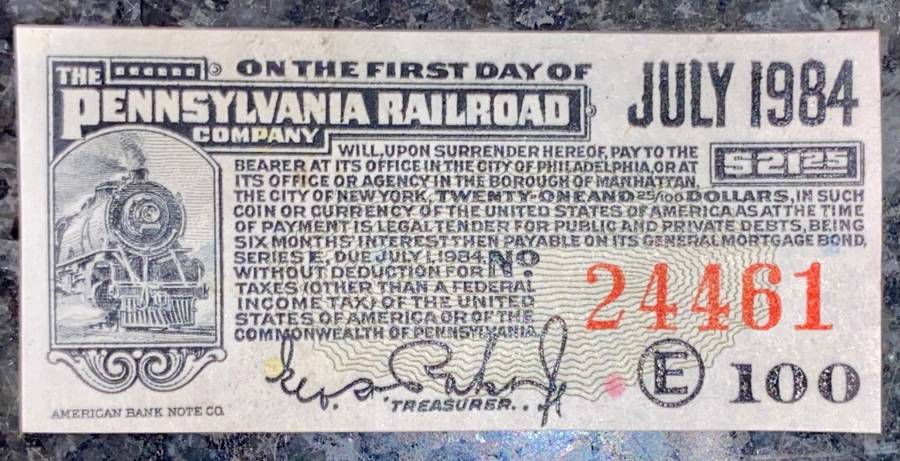 THE
ON THE FIRST DAY OF
JULY 1984
PENNSYLVANIA RAILROAD
COMPANY
WILL, UPON SURRENDER HEREOF, PAY TO THE
$21.25
BEARER AT ITS OFFICE IN THE CITY OF PHILADELPHIA, OR AT
ITS OFFICE OR AGENCY IN THE BOROUGH OF MANHATTAN,
THE CITY OF NEW YORK, TWENTY-ONE AND 25/100 DOLLARS, IN SUCH
COIN OR CURRENCY OF THE UNITED STATES OF AMERICA AS AT THE TIME
OF PAYMENT IS LEGAL TENDER FOR PUBLIC AND PRIVATE DEBTS, BEING
SIX MONTHS' INTEREST THEN PAYABLE ON ITS GENERAL MORTGAGE BOND,
SERIES E, DUE JULY 1, 1984,
WITHOUT DEDUCTION FOR
TAXES (OTHER THAN A FEDERAL
INCOME TAX) OF THE UNITED
STATES OF AMERICA OR OF THE
COMMONWEALTH OF PENNSYLVANIA.
No
24461
TREASURER..
E
100
AMERICAN BANK NOTE CO.